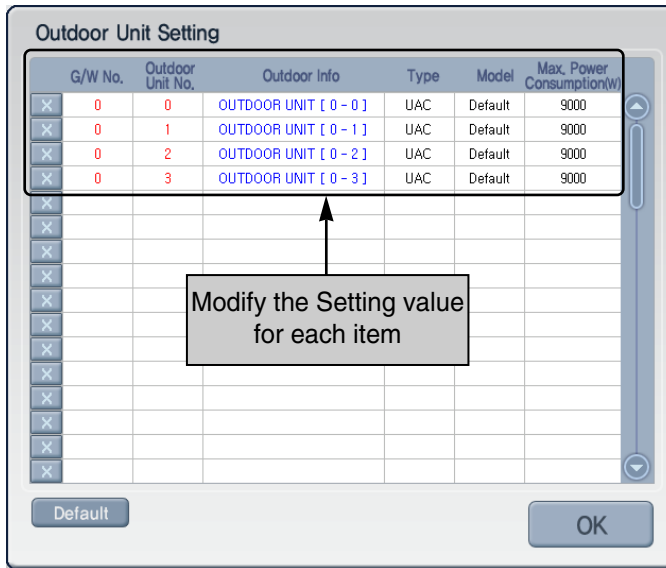 Outdoor Unit Setting
G/W No. Outdoor Unit No. Outdoor Info Type Model Max. Power Consumption(W)
X 0 0 OUTDOOR UNIT [ 0 - 0 ] UAC Default 9000
X 0 1 OUTDOOR UNIT [ 0 - 1 ] UAC Default 9000
X 0 2 OUTDOOR UNIT [ 0 - 2 ] UAC Default 9000
X 0 3 OUTDOOR UNIT [ 0 - 3 ] UAC Default 9000
X
X
X
X
X
Modify the Setting value
for each item
X
X
X
X
X
X
X
Default
OK